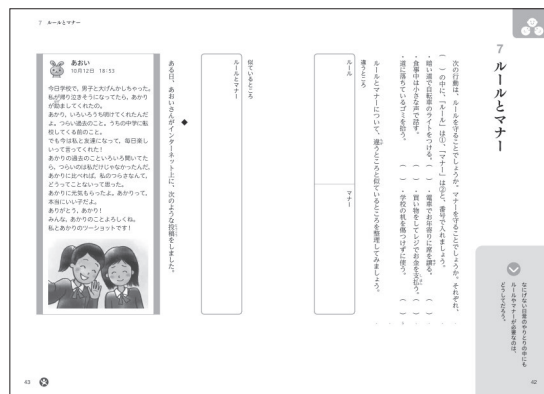 7 ルールとマナー
なにげない日常のやりとりの中にも
ルールやマナーが必要なのは、
どうしてだろう。
次の行動は、ルールを守ることでしょうか。マナーを守ることでしょうか。それぞれ、
( )の中に、「ルール」は①、「マナー」は②と、番号で入れましょう。
・暗い道で自転車のライトをつける。( )
・電車でお年寄りに席を譲る。( )
・食事中は小さな声で話す。( )
・買い物をしてレジでお金を支払う。( )
・道に落ちているゴミを拾う。( )
・学校の机を傷つけずに使う。( )
ルールとマナーについて、違うところと似ているところを整理してみましょう。
違うところ
ルール
マナー
似ているところ
ルールとマナー
◆
ある日、あおいさんがインターネット上に、次のような投稿をしました。
7 ルールとマナー
あおい
10月12日 18:53
今日学校で、男子と大げんかしちゃった。
私が帰り泣きそうになってたら、あかり
が励ましてくれたの。
あかり、いろいろうち明けてくれたんだ
よ。つらい過去のこと。うちの中学に転
校してくる前のこと。
でも今は私と友達になって、毎日楽し
いって言ってくれた！
あかりの過去のこといろいろ聞いてた
ら、つらいのは私だけじゃなかったんだ、
あかりに比べれば、私のつらさなんて、
どうってことないって思った。
あかりに元気もらったよ。あかりって、
本当にいい子だよ。
ありがとう、あかり！
みんな、あかりのことよろしくね。
私とあかりのツーショットです！
43
42